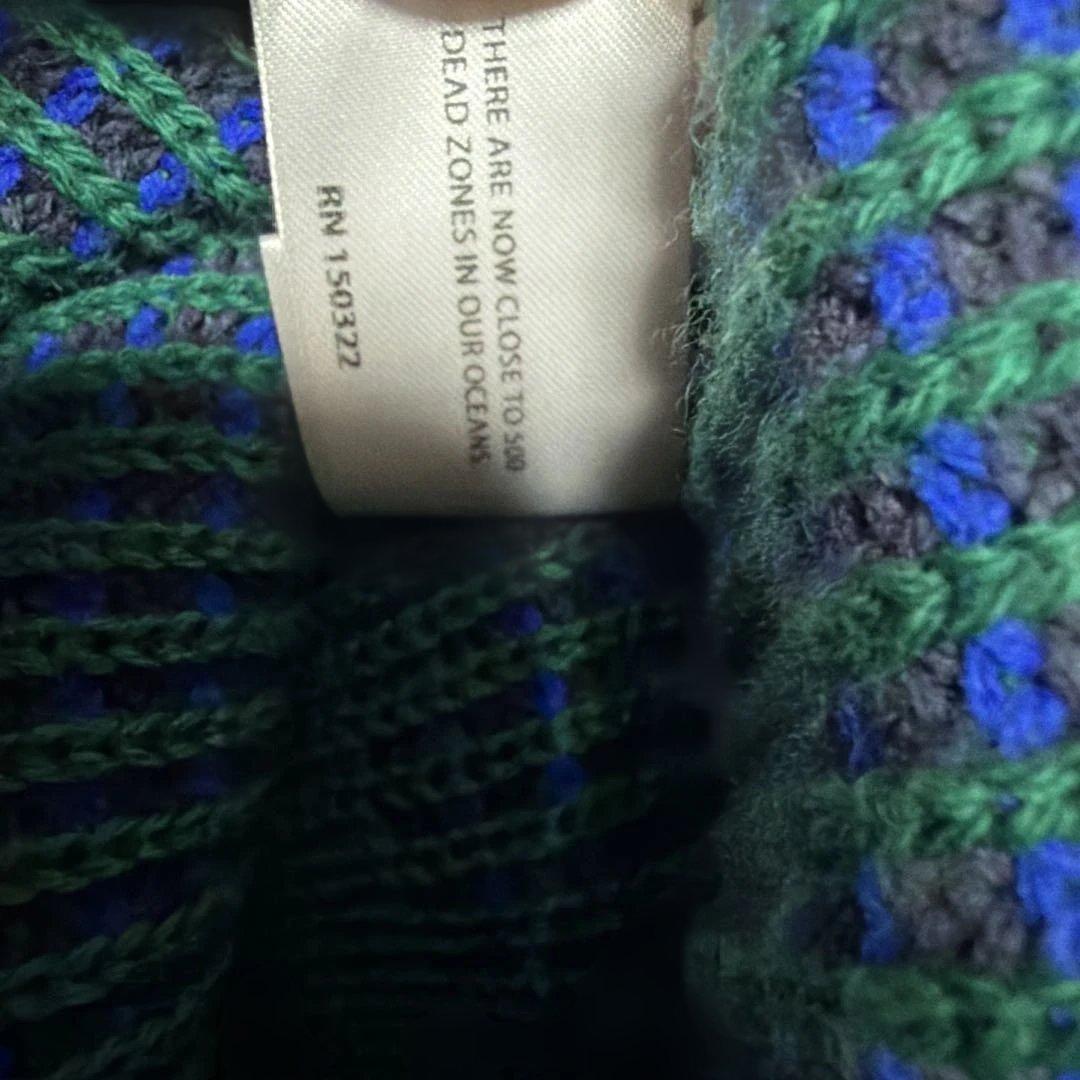 THERE ARE NOW CLOSE TO 500
DEAD ZONES IN OUR OCEANS
RN 150322